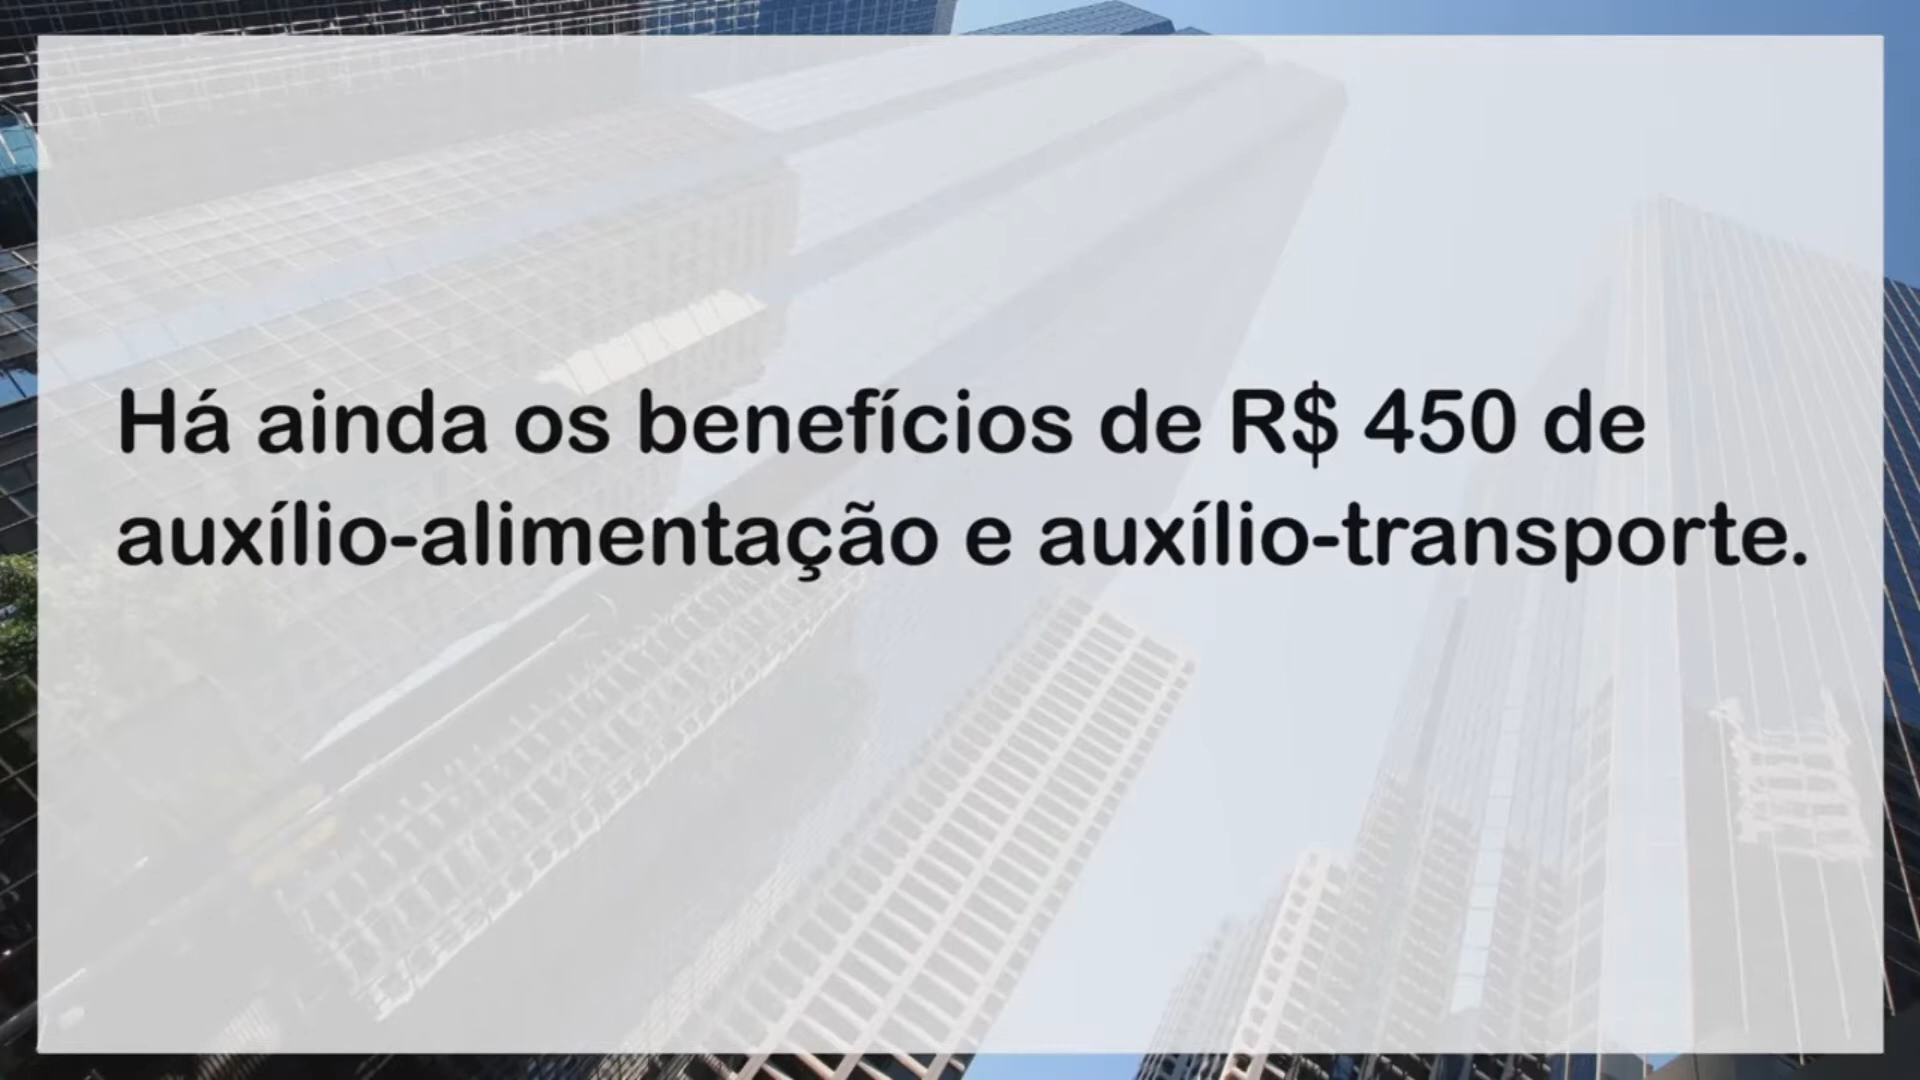 Há ainda os benefícios de R$ 450 de
auxílio-alimentação e auxílio-transporte.